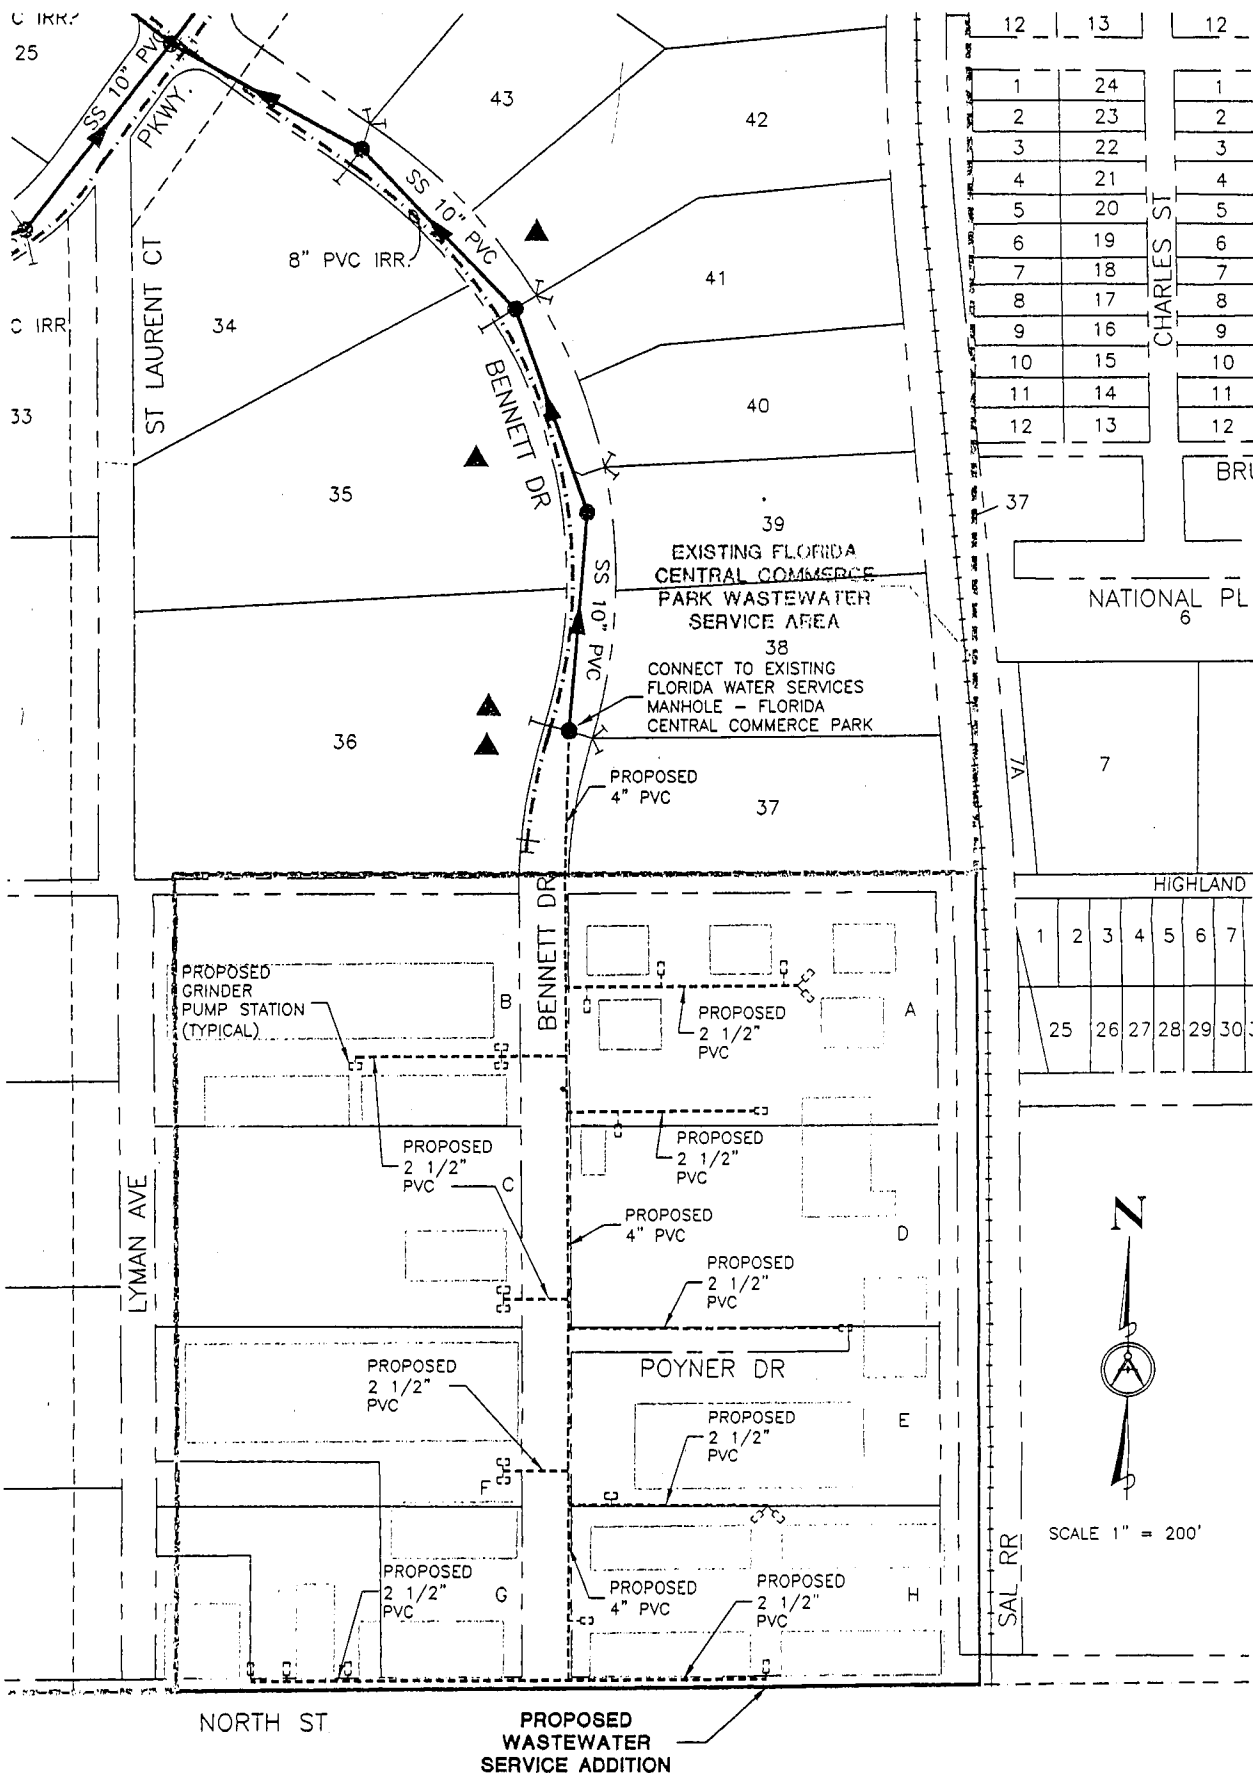 C IRR.
25
SS 10" PVC
PKWY.
43
42
12
13
12
1
24
1
2
23
2
3
22
3
4
21
4
5
20
5
6
19
6
7
18
7
8
17
8
9
16
9
10
15
10
11
14
11
12
13
12
CHARLES ST
SS 10" PVC
8" PVC IRR.
ST LAURENT CT
C IRR
34
41
33
BENNETT DR
40
35
37
39
EXISTING FLORIDA
CENTRAL COMMERCE
PARK WASTEWATER
SERVICE AREA
38
SS 10" PVC
CONNECT TO EXISTING
FLORIDA WATER SERVICES
MANHOLE – FLORIDA
CENTRAL COMMERCE PARK
NATIONAL PL
6
36
PROPOSED
4" PVC
37
7A
7
HIGHLAND
1
2
3
4
5
6
7
25
26
27
28
29
30
BENNETT DR
PROPOSED
GRINDER
PUMP STATION
(TYPICAL)
B
PROPOSED
2 1/2"
PVC
A
PROPOSED
2 1/2"
PVC
C
PROPOSED
2 1/2"
PVC
LYMAN AVE
PROPOSED
4" PVC
D
PROPOSED
2 1/2"
PVC
N
POYNER DR
PROPOSED
2 1/2"
PVC
PROPOSED
2 1/2"
PVC
E
F
SCALE 1" = 200'
SAL RR
PROPOSED
2 1/2"
PVC
G
PROPOSED
4" PVC
PROPOSED
2 1/2"
PVC
H
NORTH ST
PROPOSED
WASTEWATER
SERVICE ADDITION